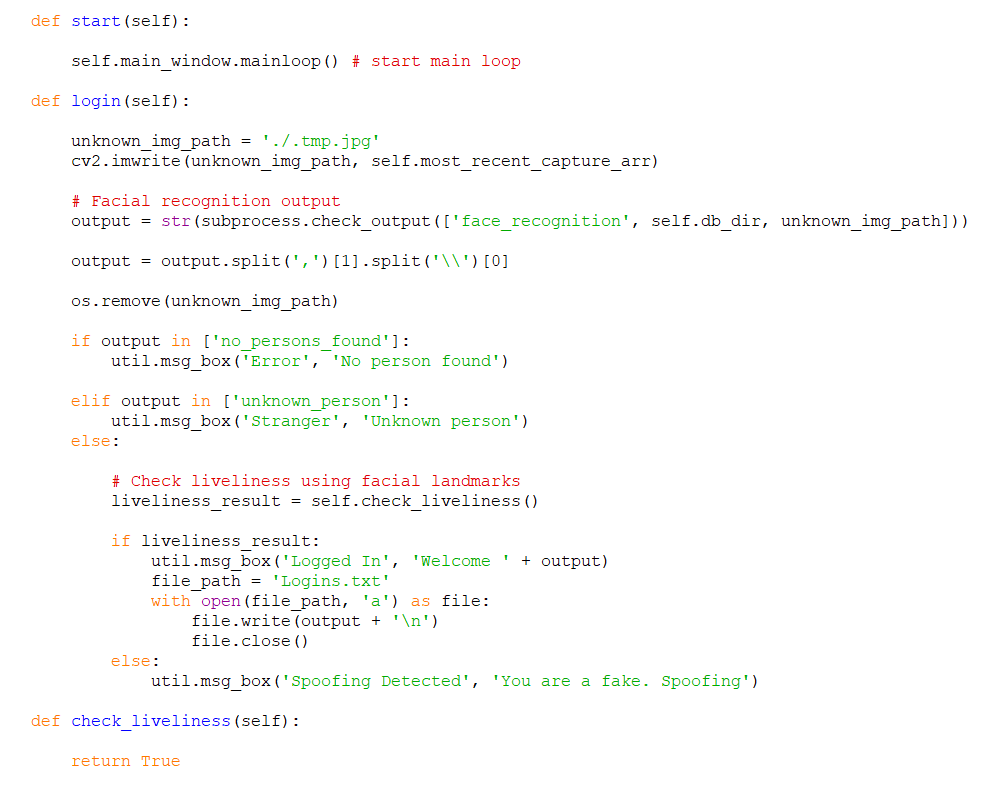 def start(self):
self.main_window.mainloop() # start main loop
def login(self):
unknown_img_path = './.tmp.jpg'
cv2.imwrite(unknown_img_path, self.most_recent_capture_arr)
# Facial recognition output
output = str(subprocess.check_output(['face_recognition', self.db_dir, unknown_img_path]))
output = output.split(',')[1].split('\\')[0]
os.remove(unknown_img_path)
if output in ['no_persons_found']:
util.msg_box('Error', 'No person found')
elif output in ['unknown_person']:
util.msg_box('Stranger', 'Unknown person')
else:
# Check liveliness using facial landmarks
liveliness_result = self.check_liveliness()
if liveliness_result:
util.msg_box('Logged In', 'Welcome ' + output)
file_path = 'Logins.txt'
with open(file_path, 'a') as file:
file.write(output + '\n')
file.close()
else:
util.msg_box('Spoofing Detected', 'You are a fake. Spoofing')
def check_liveliness(self):
return True